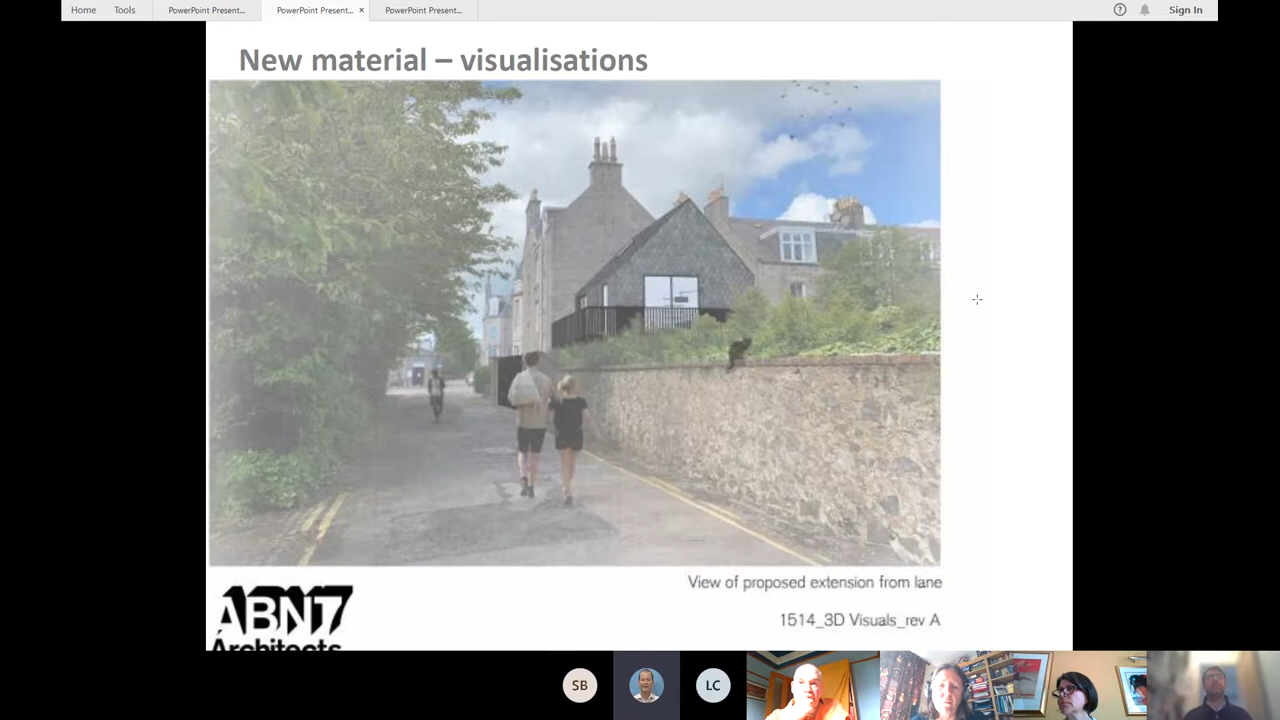 Home Tools PowerPoint Present... PowerPoint Present... × PowerPoint Present... Sign In
New material – visualisations
View of proposed extension from lane
1514_3D Visuals_rev A
ABN7
Architects
SB
LC